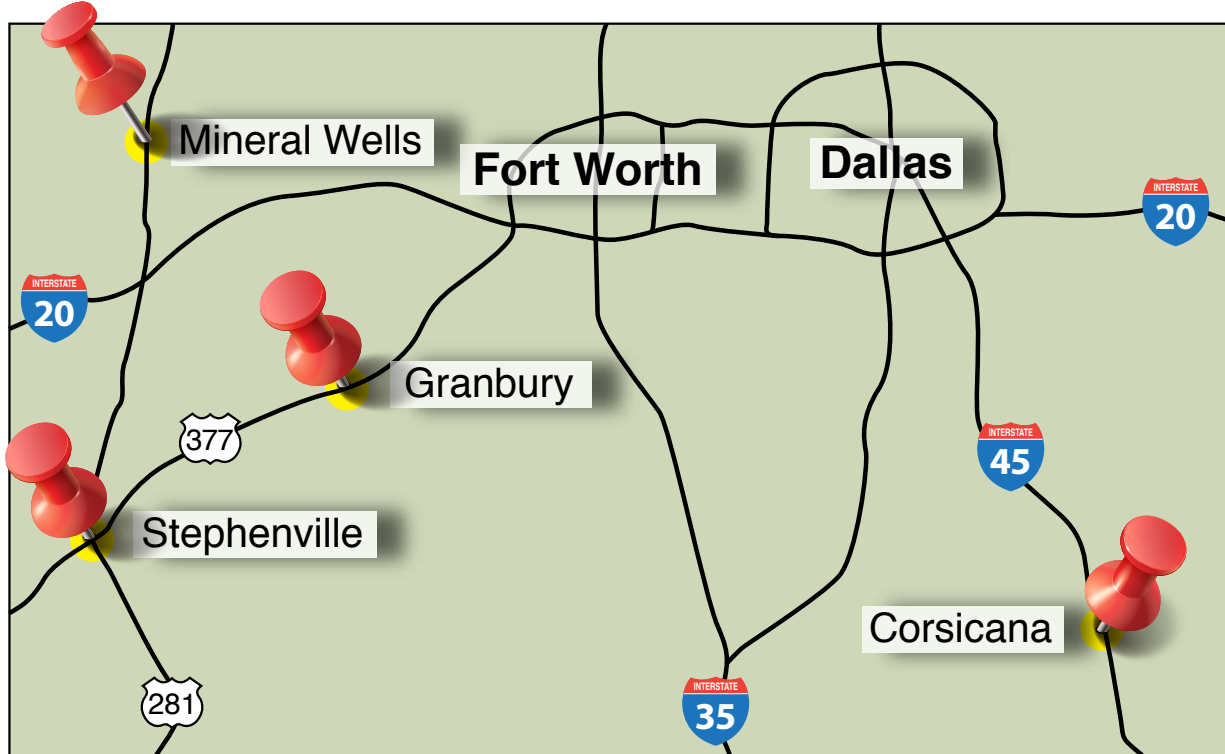 Mineral Wells
Fort Worth
Dallas
INTERSTATE
20
INTERSTATE
20
Granbury
377
INTERSTATE
45
Stephenville
Corsicana
281
INTERSTATE
35